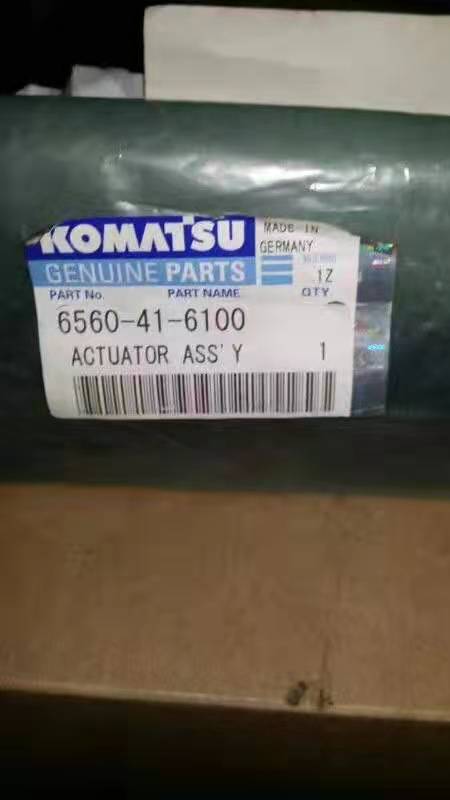 KOMATSU
MADE IN
GERMANY
GENUINE PARTS
1Z
PART No. PART NAME QTY
6560-41-6100
ACTUATOR ASS'Y 1